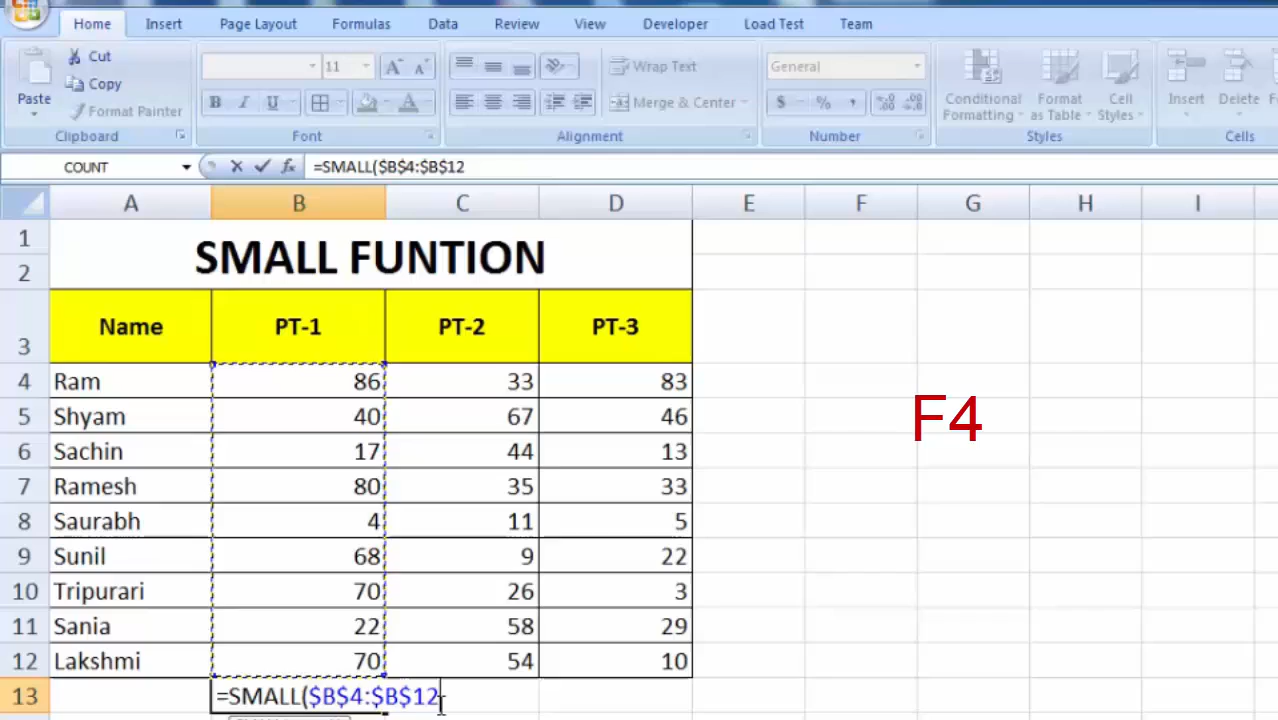 Home Insert Page Layout Formulas Data Review View Developer Load Test Team
Paste
Cut
Copy
Format Painter
Clipboard
11
A A
B I U
A
Font
Wrap Text
Merge & Center
Alignment
General
$ % ,
Number
Conditional Formatting
Format as Table
Cell Styles
Styles
Insert
Delete
Cells
COUNT
fx =SMALL($B$4:$B$12
A B C D E F G H I
1
2 SMALL FUNTION
3 Name PT-1 PT-2 PT-3
4 Ram 86 33 83
5 Shyam 40 67 46
6 Sachin 17 44 13
7 Ramesh 80 35 33
8 Saurabh 4 11 5
9 Sunil 68 9 22
10 Tripurari 70 26 3
11 Sania 22 58 29
12 Lakshmi 70 54 10
13 =SMALL($B$4:$B$12
F4